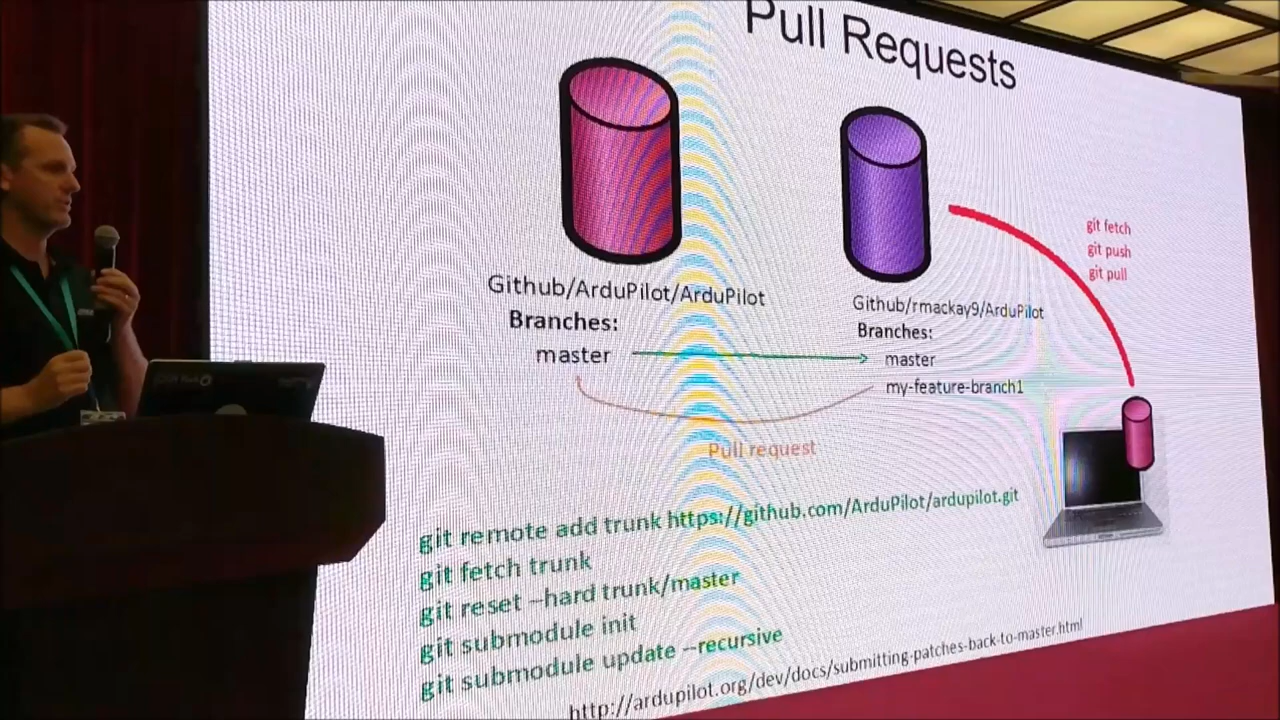 Pull Requests
git fetch
git push
git pull
Github/ArduPilot/ArduPilot
Branches:
master
Github/rmackay9/ArduPilot
Branches:
master
my-feature-branch1
Pull request
git remote add trunk https://github.com/ArduPilot/ardupilot.git
git fetch trunk
git reset --hard trunk/master
git submodule init
git submodule update --recursive
http://ardupilot.org/dev/docs/submitting-patches-back-to-master.html